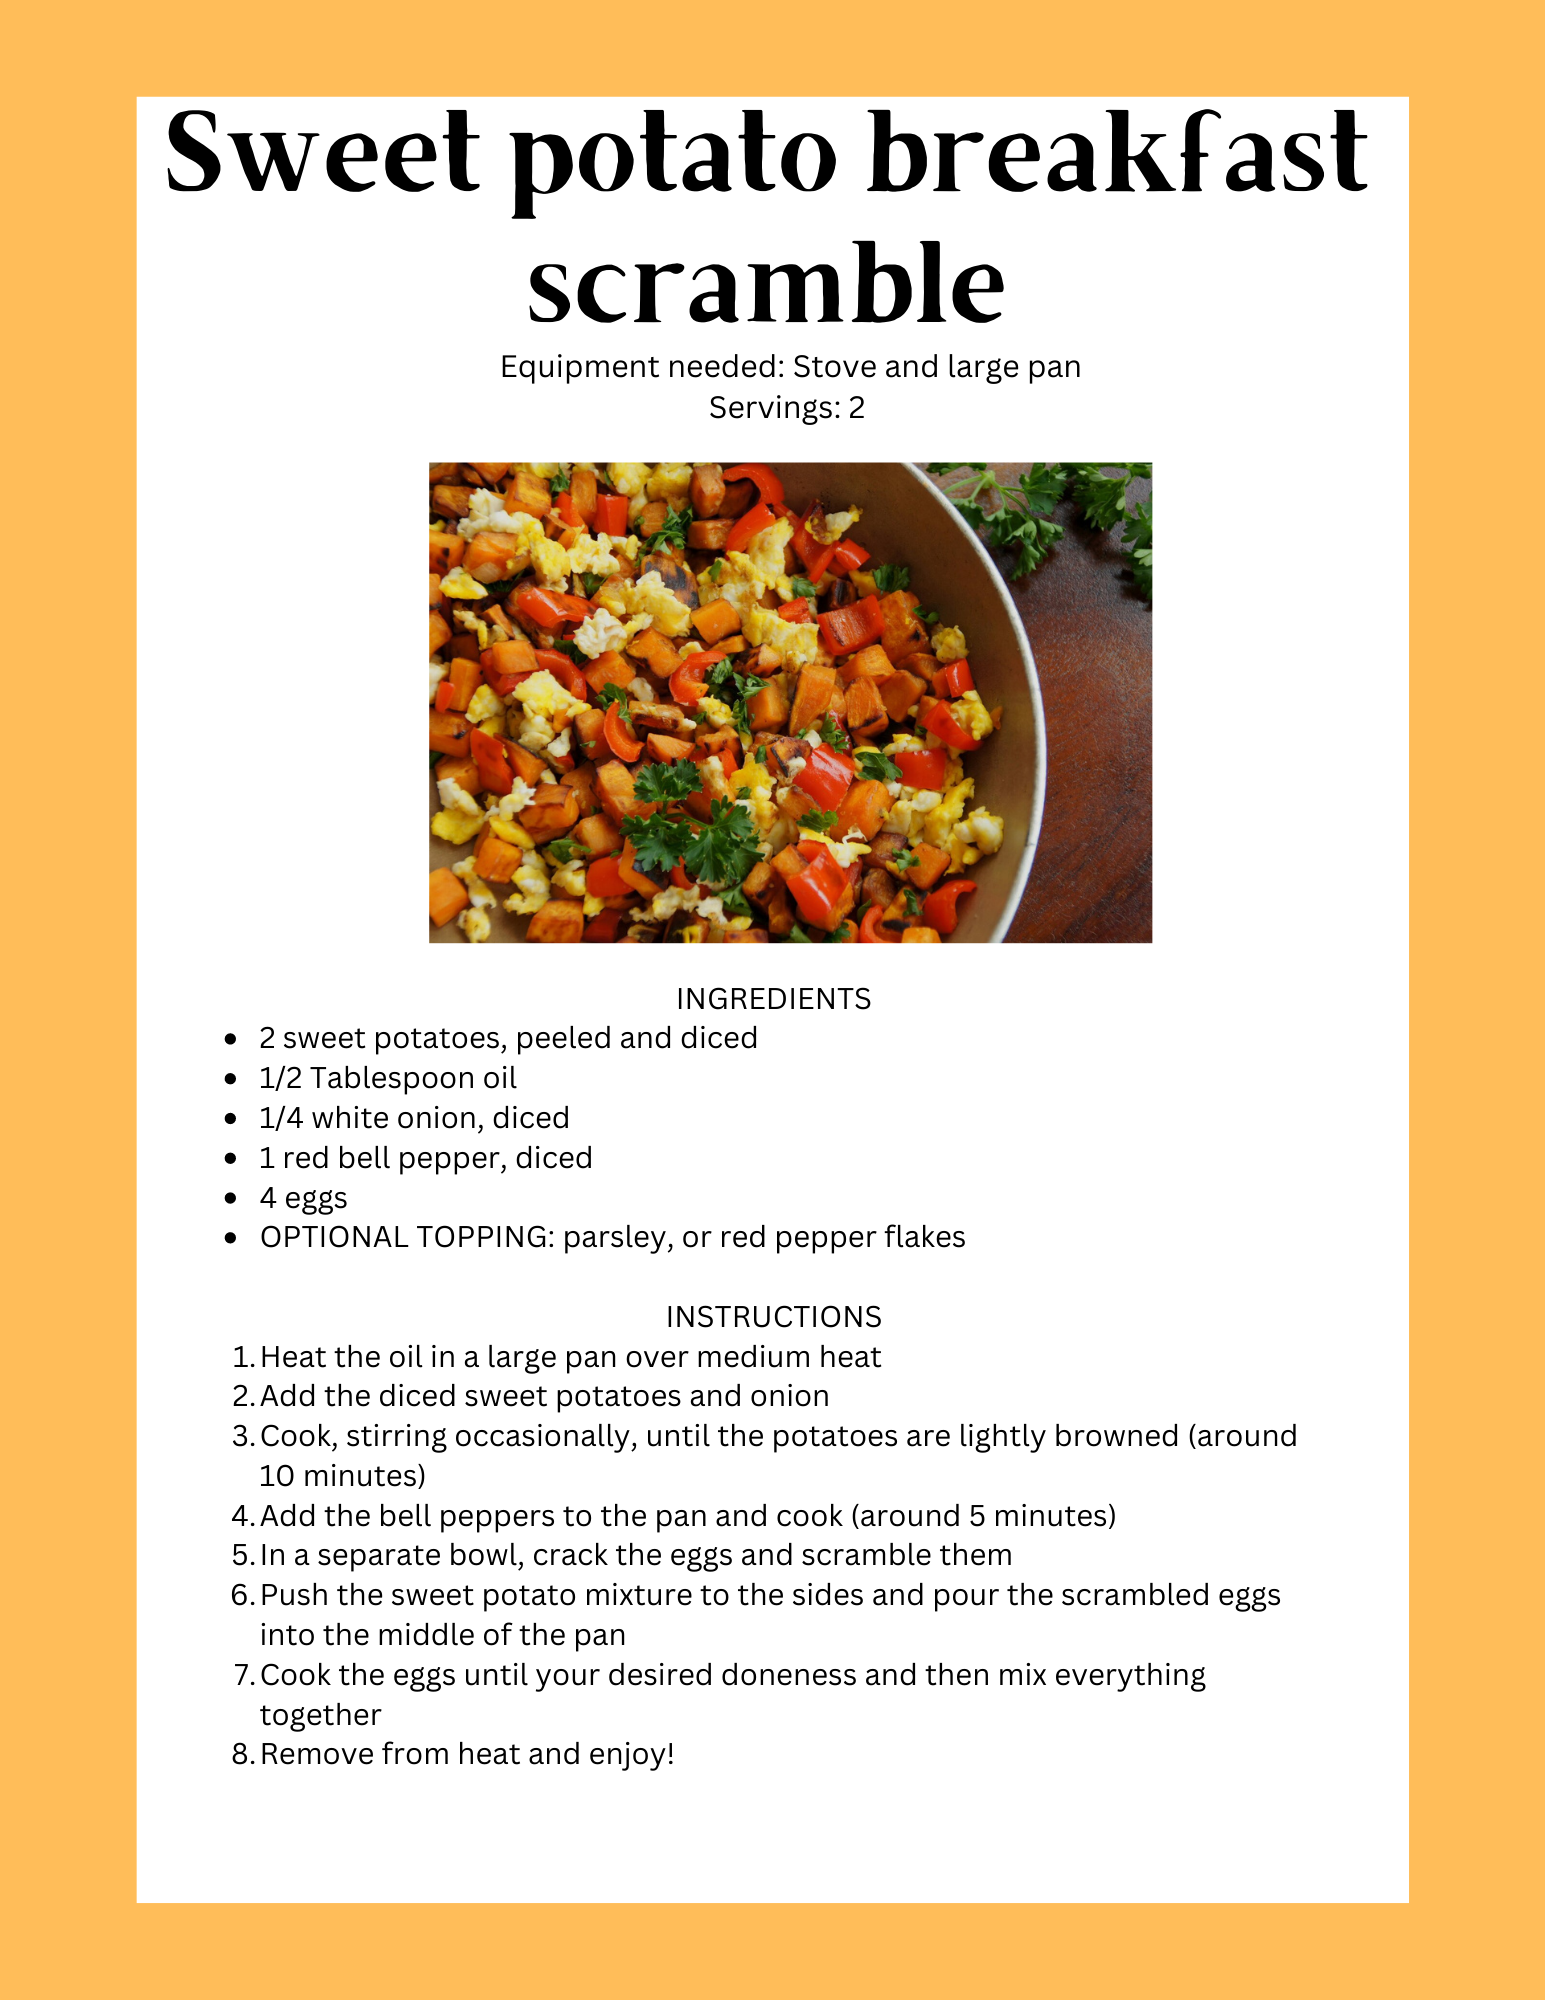 Sweet potato breakfast
scramble
Equipment needed: Stove and large pan
Servings: 2
INGREDIENTS
• 2 sweet potatoes, peeled and diced
• 1/2 Tablespoon oil
• 1/4 white onion, diced
• 1 red bell pepper, diced
• 4 eggs
• OPTIONAL TOPPING: parsley, or red pepper flakes
INSTRUCTIONS
1. Heat the oil in a large pan over medium heat
2. Add the diced sweet potatoes and onion
3. Cook, stirring occasionally, until the potatoes are lightly browned (around
10 minutes)
4. Add the bell peppers to the pan and cook (around 5 minutes)
5. In a separate bowl, crack the eggs and scramble them
6. Push the sweet potato mixture to the sides and pour the scrambled eggs
into the middle of the pan
7. Cook the eggs until your desired doneness and then mix everything
together
8. Remove from heat and enjoy!